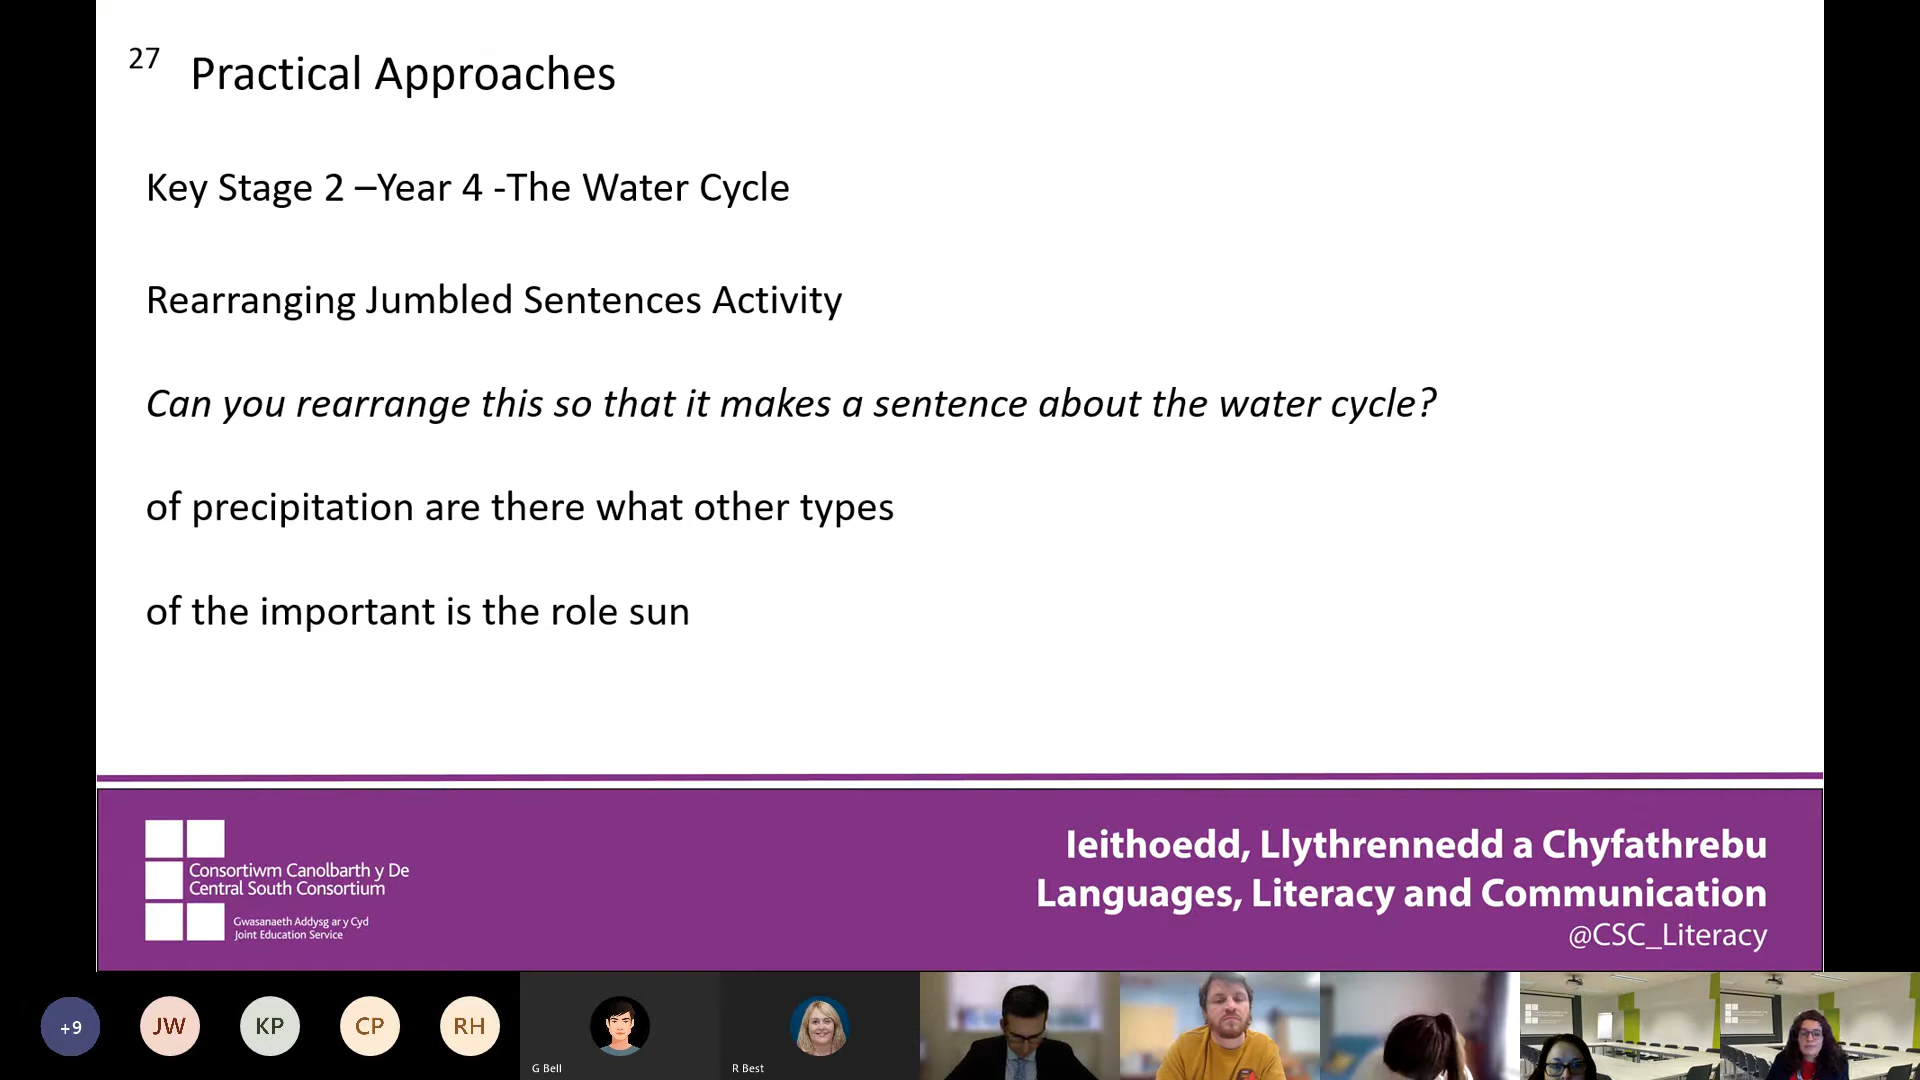 27 Practical Approaches
Key Stage 2 –Year 4 -The Water Cycle
Rearranging Jumbled Sentences Activity
Can you rearrange this so that it makes a sentence about the water cycle?
of precipitation are there what other types
of the important is the role sun
Consortiwm Canolbarth y De
Central South Consortium
Gwasanaeth Addysg ar y Cyd
Joint Education Service
Ieithoedd, Llythrennedd a Chyfathrebu
Languages, Literacy and Communication
@CSC_Literacy
+9
JW
KP
CP
RH
G Bell
R Best